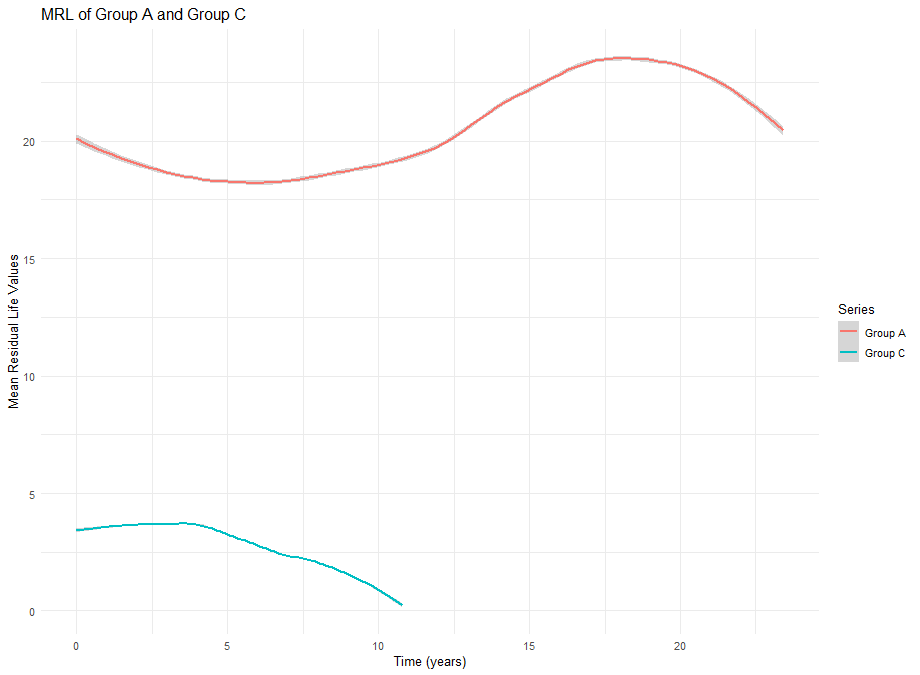 MRL of Group A and Group C
Mean Residual Life Values
20
15
10
5
0
0 5 10 15 20
Time (years)
Series
Group A
Group C